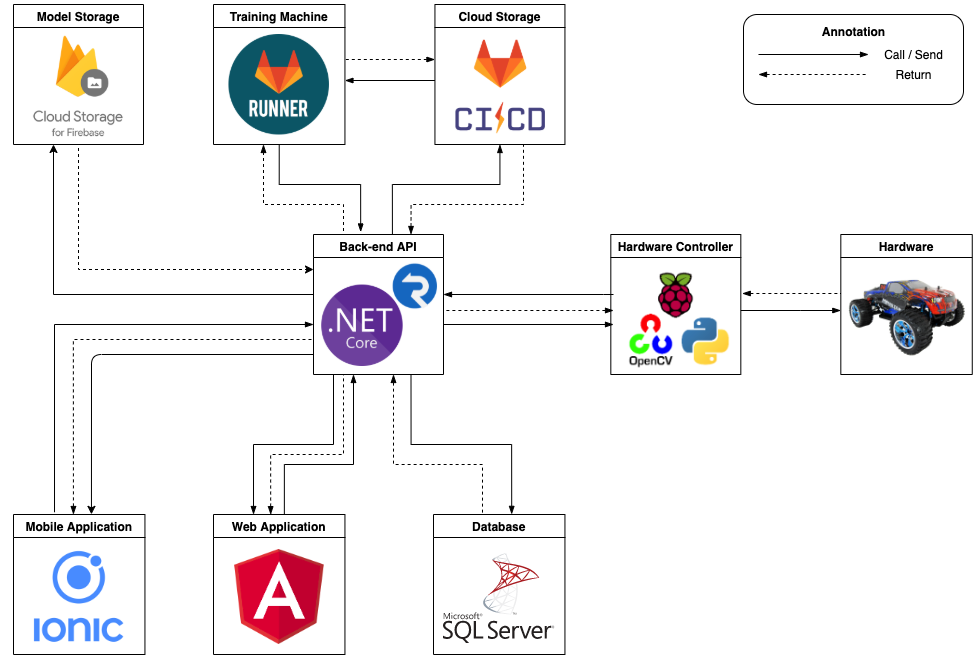 Model Storage
Cloud Storage
for Firebase
Training Machine
RUNNER
Cloud Storage
CI CD
Annotation
Call / Send
Return
Back-end API
.NET
Core
Hardware Controller
OpenCV
Hardware
Mobile Application
ionic
Web Application
A
Database
Microsoft®
SQL Server®